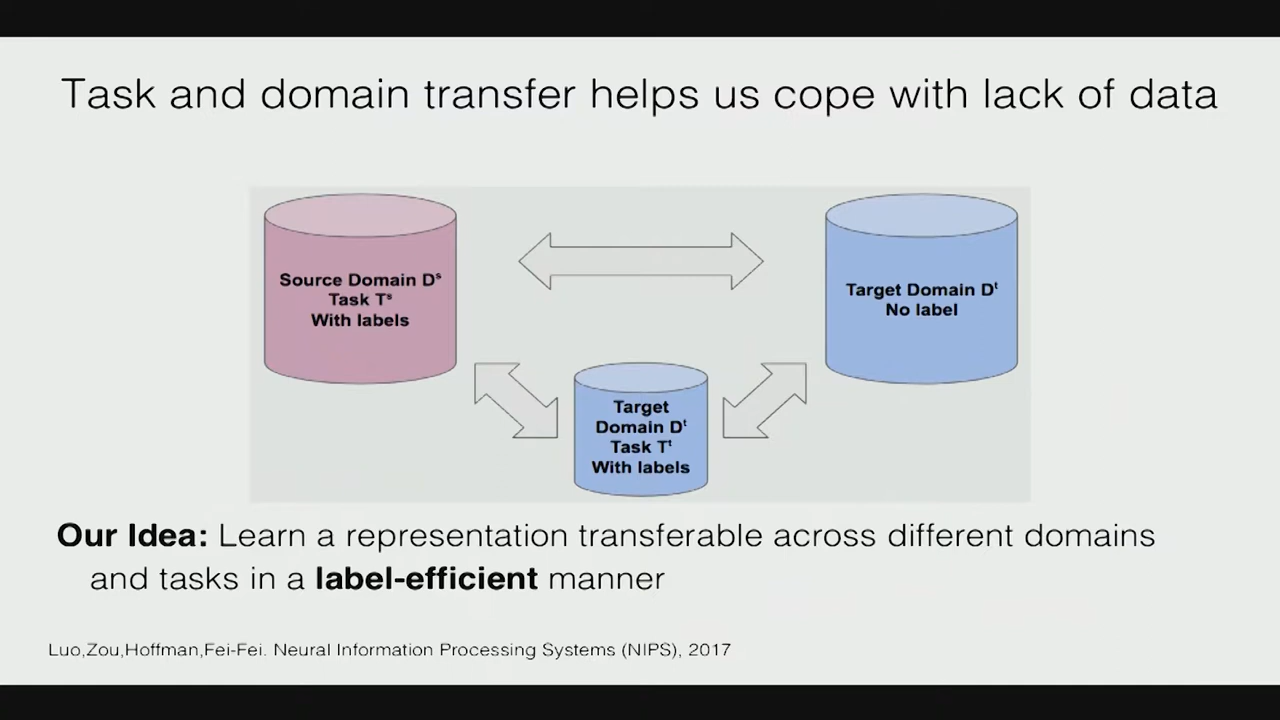 Task and domain transfer helps us cope with lack of data
Source Domain Dˢ
Task Tˢ
With labels
Target Domain Dᵗ
No label
Target
Domain Dᵗ
Task Tᵗ
With labels
Our Idea: Learn a representation transferable across different domains
and tasks in a label-efficient manner
Luo,Zou,Hoffman,Fei-Fei. Neural Information Processing Systems (NIPS), 2017